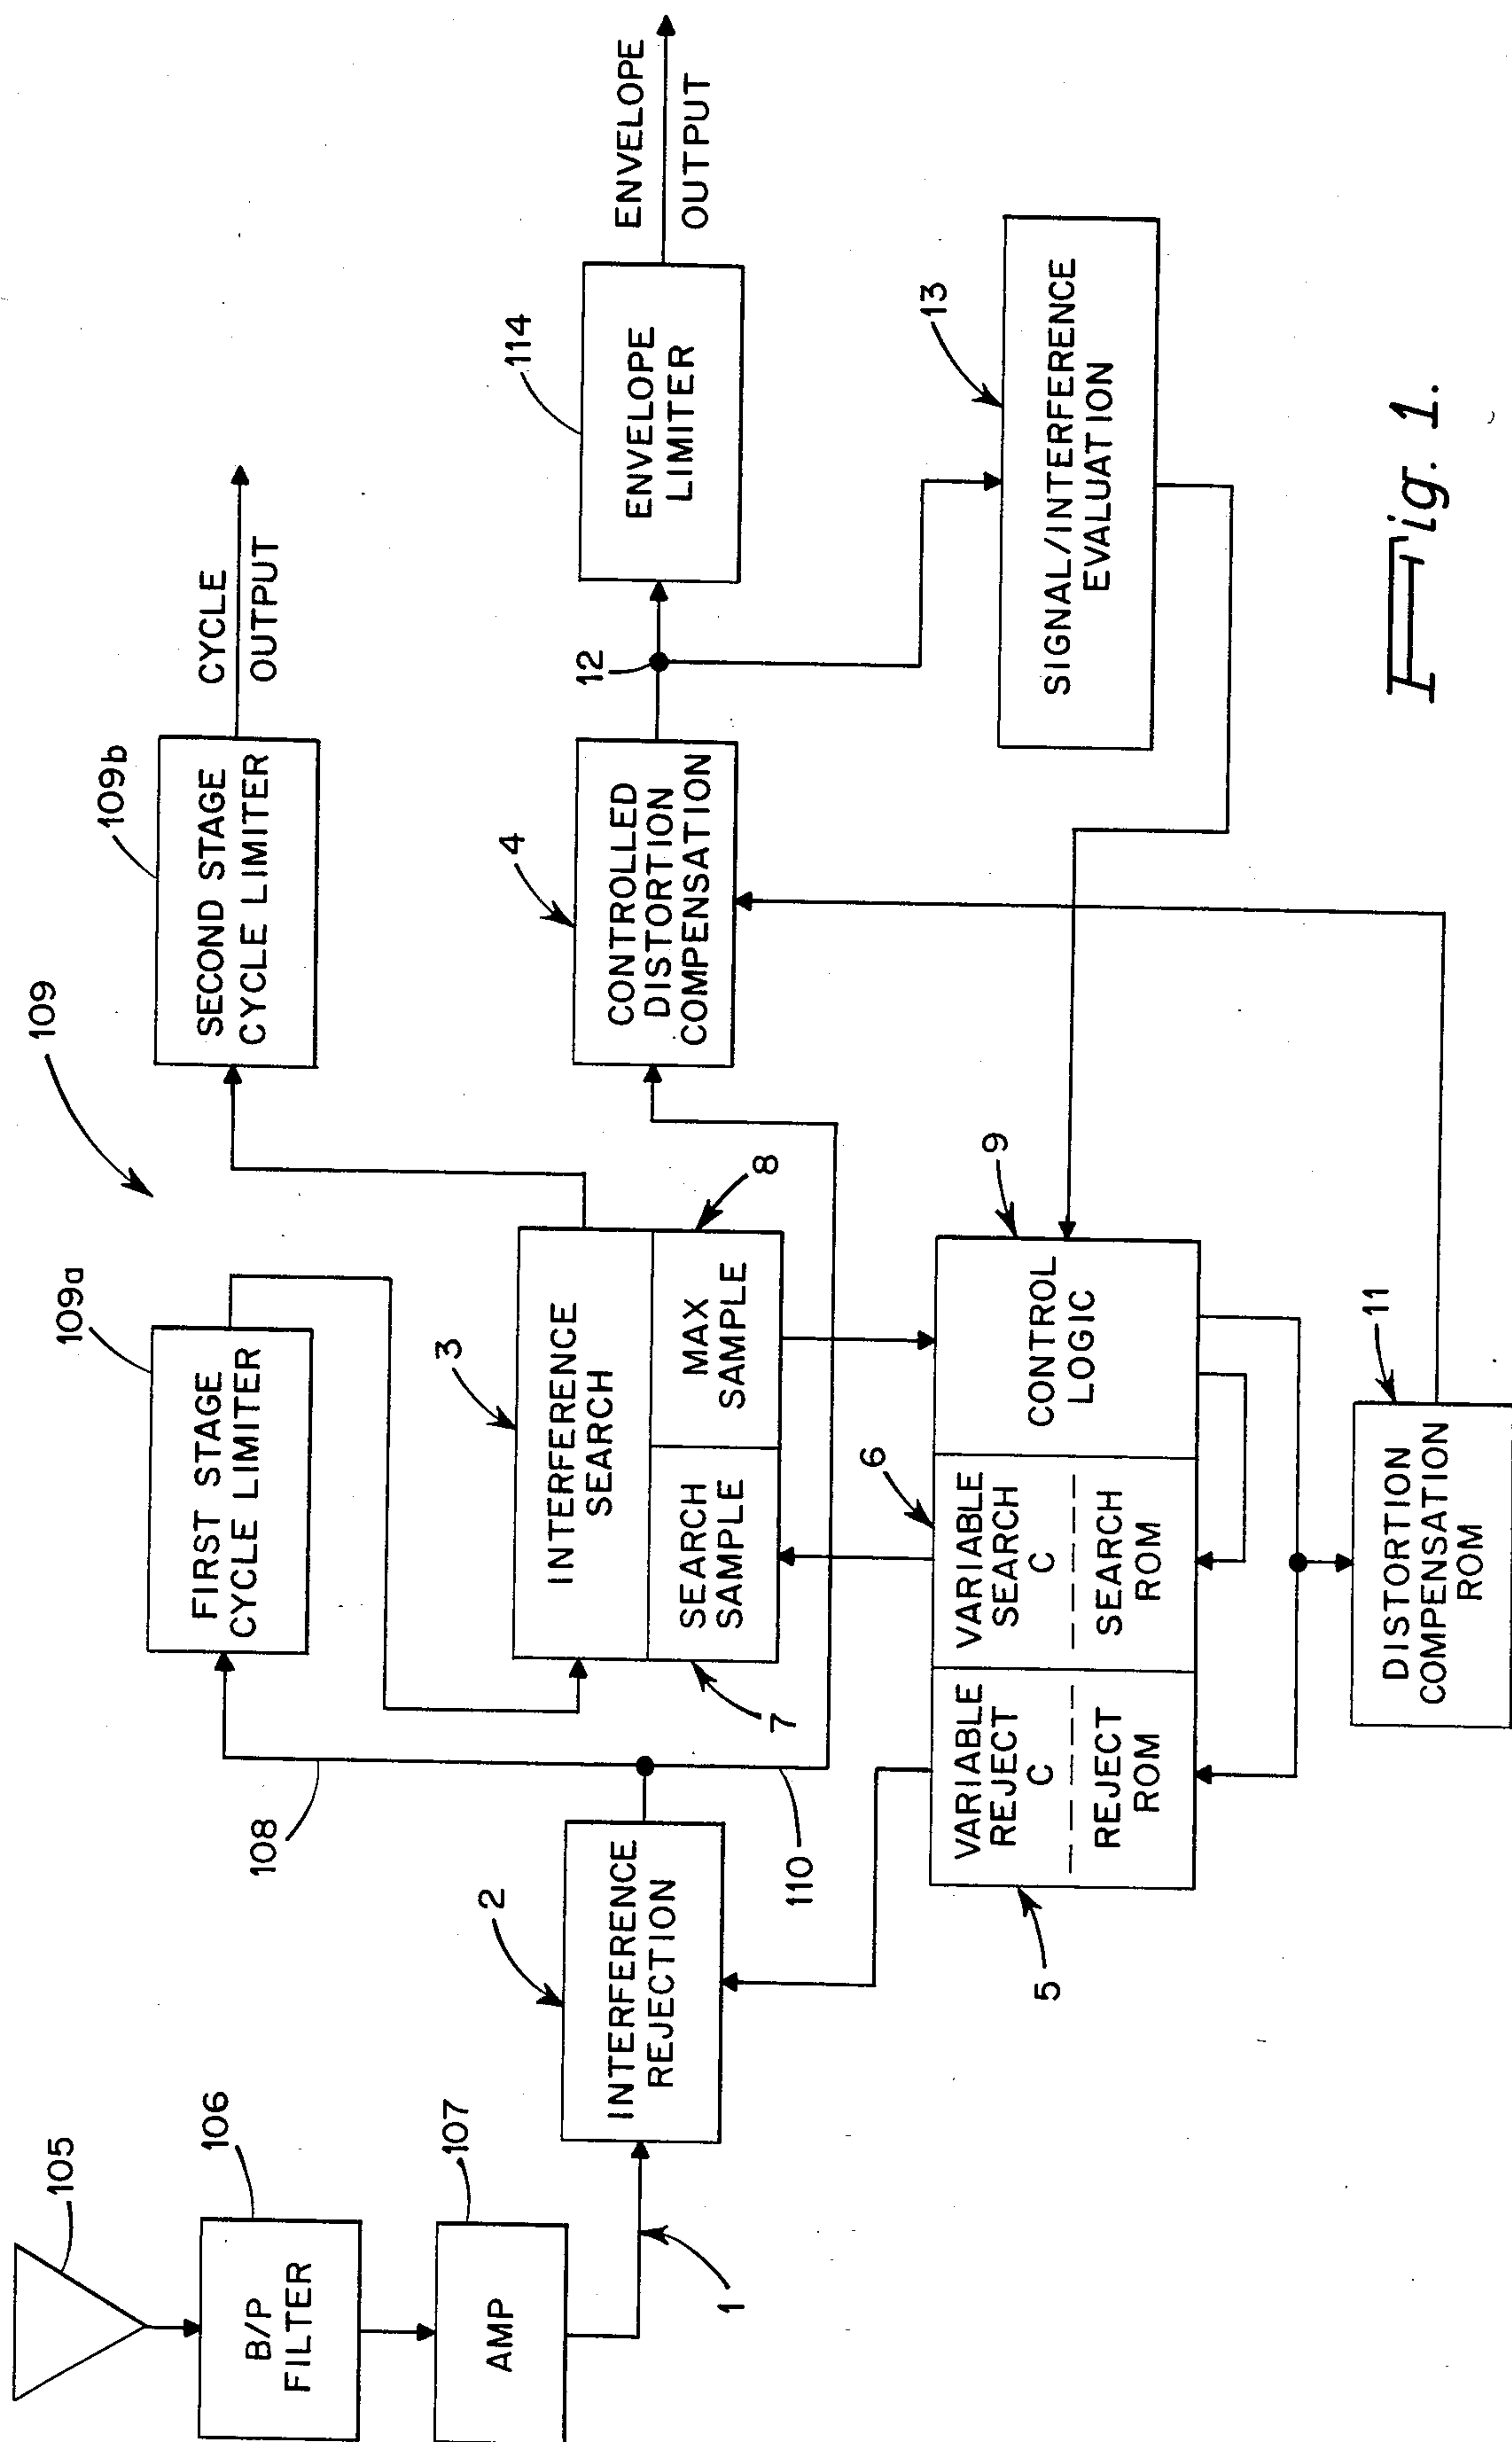 105
106
B/P
FILTER
107
AMP
1
2
INTERFERENCE
REJECTION
108
110
109
109a
FIRST STAGE
CYCLE LIMITER
109b
SECOND STAGE
CYCLE LIMITER
CYCLE
OUTPUT
3
INTERFERENCE
SEARCH
SEARCH
SAMPLE
MAX
SAMPLE
7
8
4
CONTROLLED
DISTORTION
COMPENSATION
12
114
ENVELOPE
LIMITER
ENVELOPE
OUTPUT
13
SIGNAL/INTERFERENCE
EVALUATION
5
VARIABLE
REJECT
C
REJECT
ROM
6
VARIABLE
SEARCH
C
SEARCH
ROM
9
CONTROL
LOGIC
11
DISTORTION
COMPENSATION
ROM
Fig. 1.